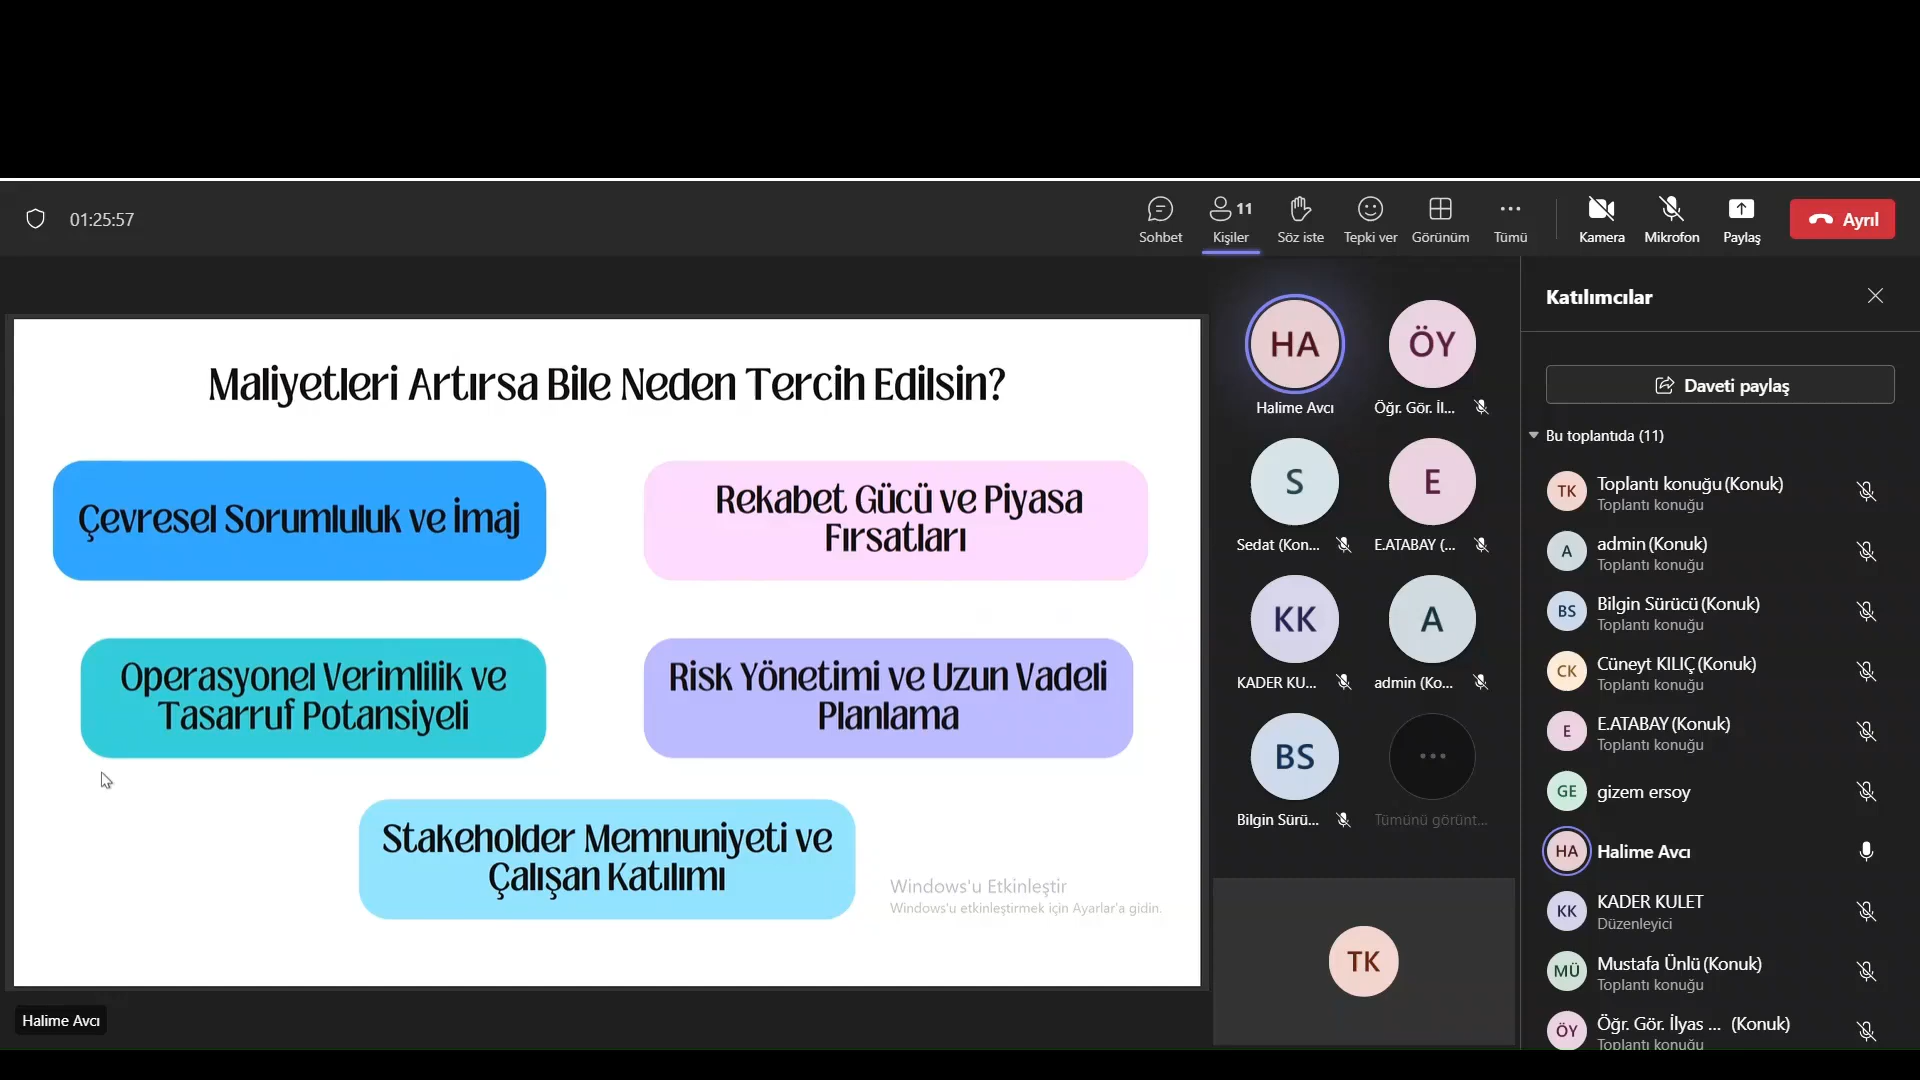 01:25:57
Sohbet
Kişiler
11
Söz iste
Tepki ver
Görünüm
Tümü
Kamera
Mikrofon
Paylaş
Ayrıl
Maliyetleri Artırsa Bile Neden Tercih Edilsin?
Çevresel Sorumluluk ve İmaj
Rekabet Gücü ve Piyasa
Fırsatları
Operasyonel Verimlilik ve
Tasarruf Potansiyeli
Risk Yönetimi ve Uzun Vadeli
Planlama
Stakeholder Memnuniyeti ve
Çalışan Katılımı
Windows'u Etkinleştir
Windows'u etkinleştirmek için Ayarlar'a gidin.
Halime Avcı
HA
Halime Avcı
ÖY
Öğr. Gör. İl...
S
Sedat (Kon...
E
E.ATABAY (...
KK
KADER KU...
A
admin (Ko...
BS
Bilgin Sürü...
Tümünü görünt...
TK
Katılımcılar
Daveti paylaş
Bu toplantıda (11)
TK
Toplantı konuğu (Konuk)
Toplantı konuğu
A
admin (Konuk)
Toplantı konuğu
BS
Bilgin Sürücü (Konuk)
Toplantı konuğu
CK
Cüneyt KILIÇ (Konuk)
Toplantı konuğu
E
E.ATABAY (Konuk)
Toplantı konuğu
GE
gizem ersoy
HA
Halime Avcı
KK
KADER KULET
Düzenleyici
MÜ
Mustafa Ünlü (Konuk)
Toplantı konuğu
ÖY
Öğr. Gör. İlyas ... (Konuk)
Toplantı konuğu